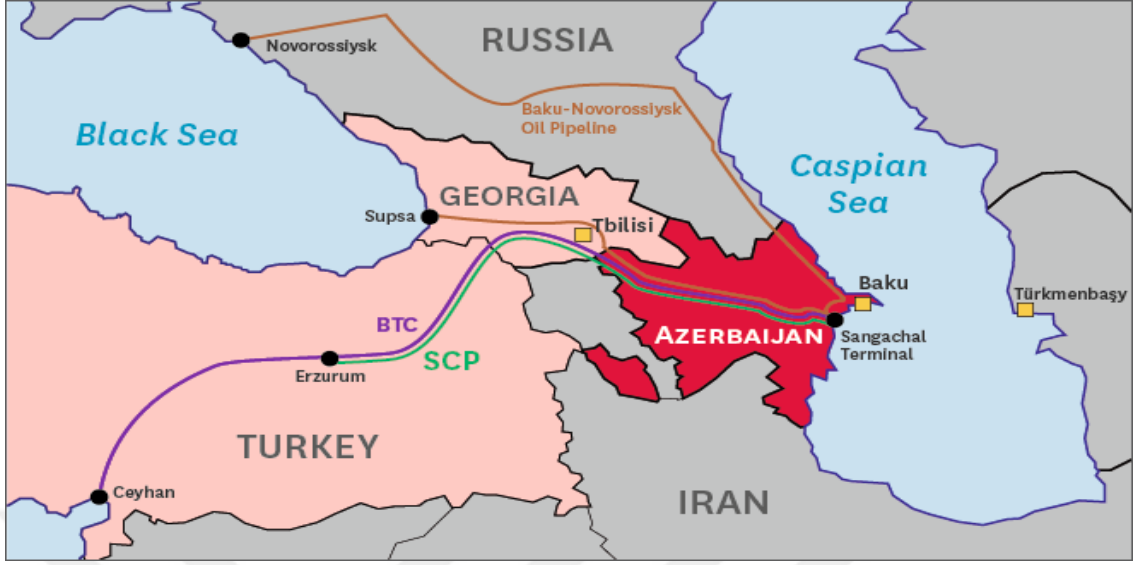 RUSSIA
Novorossiysk
Baku-Novorossiysk
Oil Pipeline
Black Sea
Caspian
Sea
GEORGIA
Supsa
Tbilisi
Baku
Türkmenbaşy
BTC
AZERBAIJAN
Sangachal
Terminal
SCP
Erzurum
TURKEY
Ceyhan
IRAN